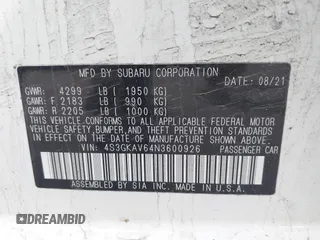 MFD BY SUBARU CORPORATION
DATE: 08/21
GVWR: 4299 LB [ 1950 KG]
GAWR: F 2183 LB [ 990 KG]
GAWR: R 2205 LB [ 1000 KG]
THIS VEHICLE CONFORMS TO ALL APPLICABLE FEDERAL MOTOR
VEHICLE SAFETY, BUMPER, AND THEFT PREVENTION STANDARDS
IN EFFECT ON THE DATE OF MANUFACTURE SHOWN ABOVE.
VIN: 4S3GKAV64N3600926 PASSENGER CAR
ASSEMBLED BY SIA INC. MADE IN U.S.A.
DRIVEHISTORY